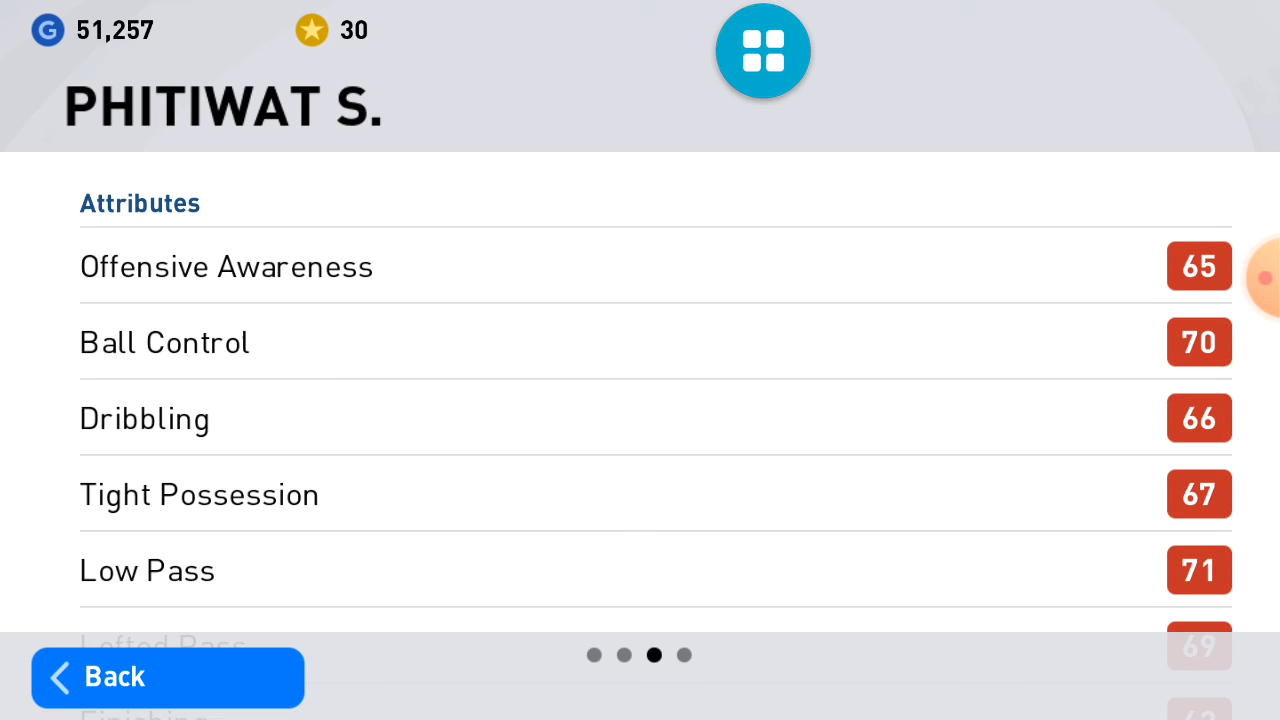 G 51,257 30
PHITIWAT S.
Attributes
Offensive Awareness 65
Ball Control 70
Dribbling 66
Tight Possession 67
Low Pass 71
Lofted Pass 69
Back
Finishing